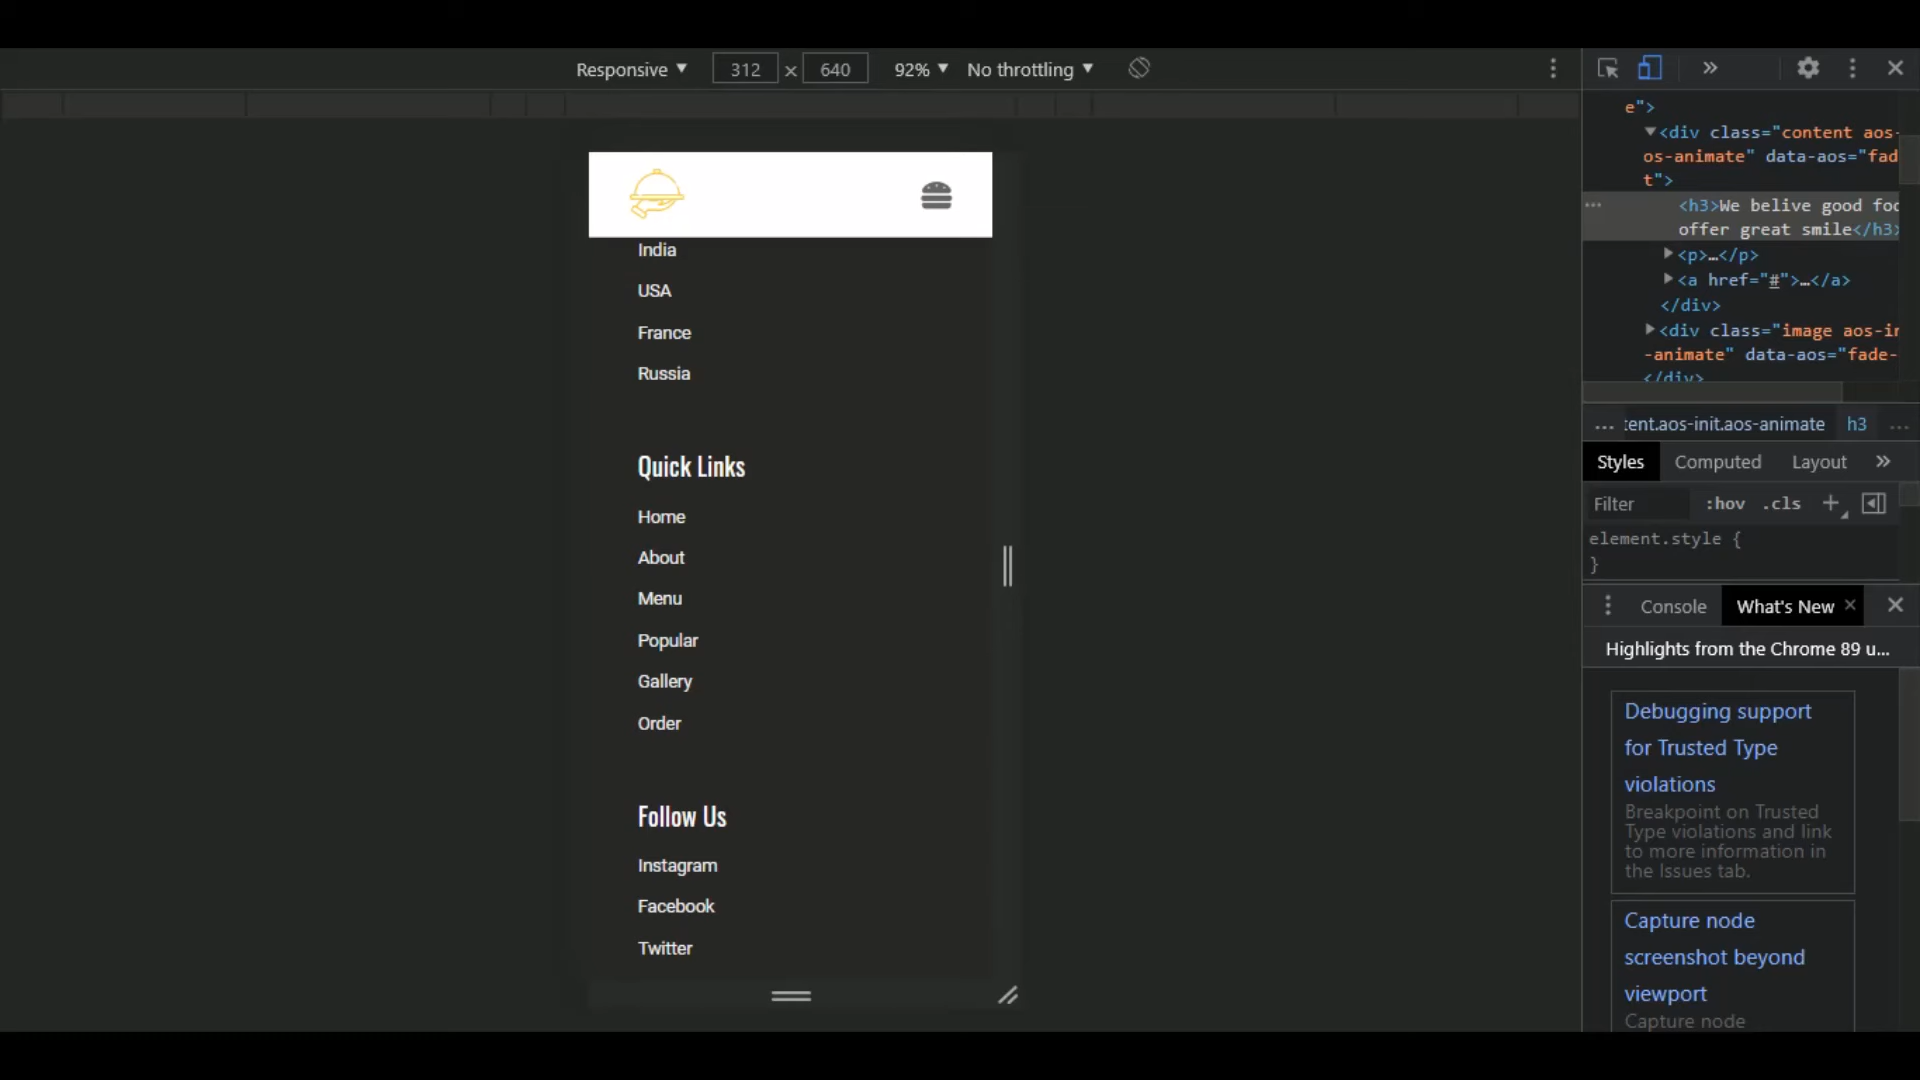 Responsive ▼ 312 × 640 92% ▼ No throttling ▼
India
USA
France
Russia
Quick Links
Home
About
Menu
Popular
Gallery
Order
Follow Us
Instagram
Facebook
Twitter
e">
▼<div class="content aos-
os-animate" data-aos="fad
t">
<h3>We belive good foo
offer great smile</h3>
▶<p>…</p>
▶<a href="#">…</a>
</div>
▶<div class="image aos-in
-animate" data-aos="fade-
</div>
... tent.aos-init.aos-animate h3 ...
Styles Computed Layout »
Filter :hov .cls +
element.style {
}
Console What's New ×
Highlights from the Chrome 89 u...
Debugging support
for Trusted Type
violations
Breakpoint on Trusted
Type violations and link
to more information in
the Issues tab.
Capture node
screenshot beyond
viewport
Capture node